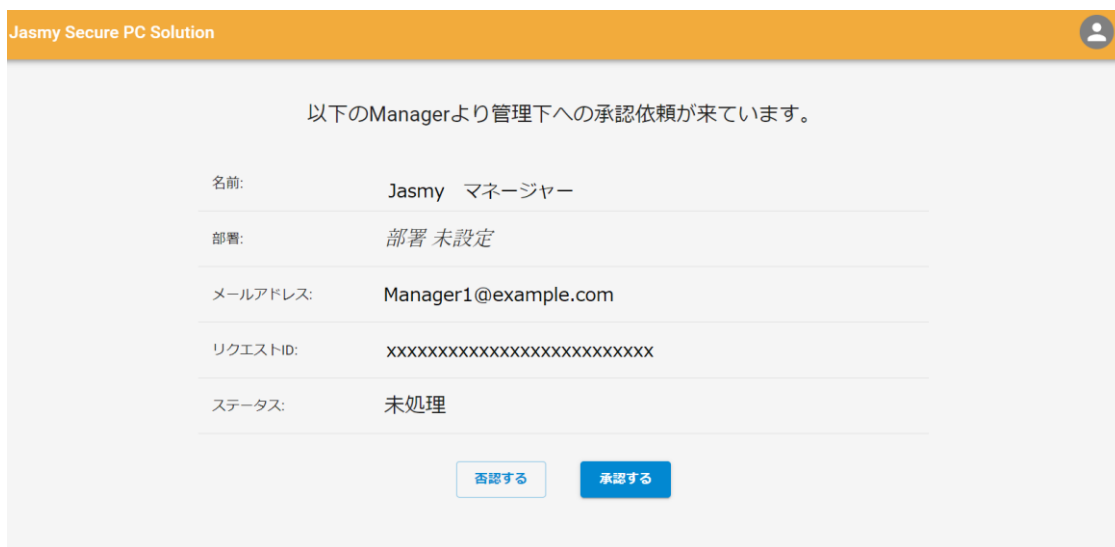 Jasmy Secure PC Solution
以下のManagerより管理下への承認依頼が来ています。
名前: Jasmy　マネージャー
部署: 部署 未設定
メールアドレス: Manager1@example.com
リクエストID: xxxxxxxxxxxxxxxxxxxxxxxxxx
ステータス: 未処理
否認する 承認する